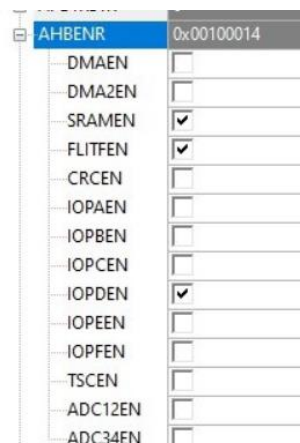 AHBENR 0x00100014
DMAEN
DMA2EN
SRAMEN
FLITFEN
CRCEN
IOPAEN
IOPBEN
IOPCEN
IOPDEN
IOPEEN
IOPFEN
TSCEN
ADC12EN
ADC34EN